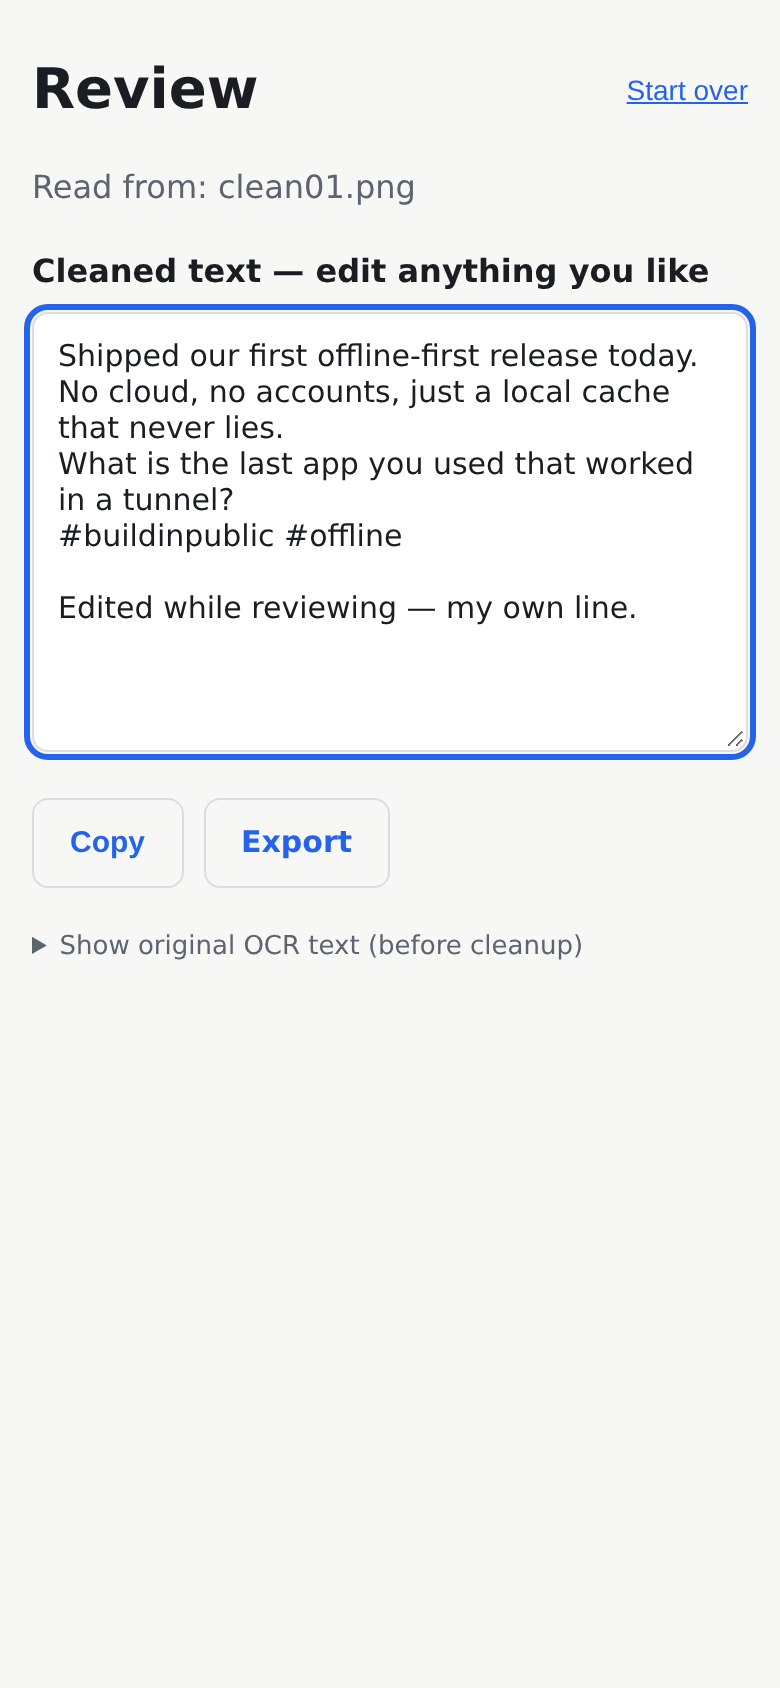 Review
Start over
Read from: clean01.png
Cleaned text — edit anything you like
Shipped our first offline-first release today.
No cloud, no accounts, just a local cache
that never lies.
What is the last app you used that worked
in a tunnel?
#buildinpublic #offline

Edited while reviewing — my own line.
Copy
Export
Show original OCR text (before cleanup)